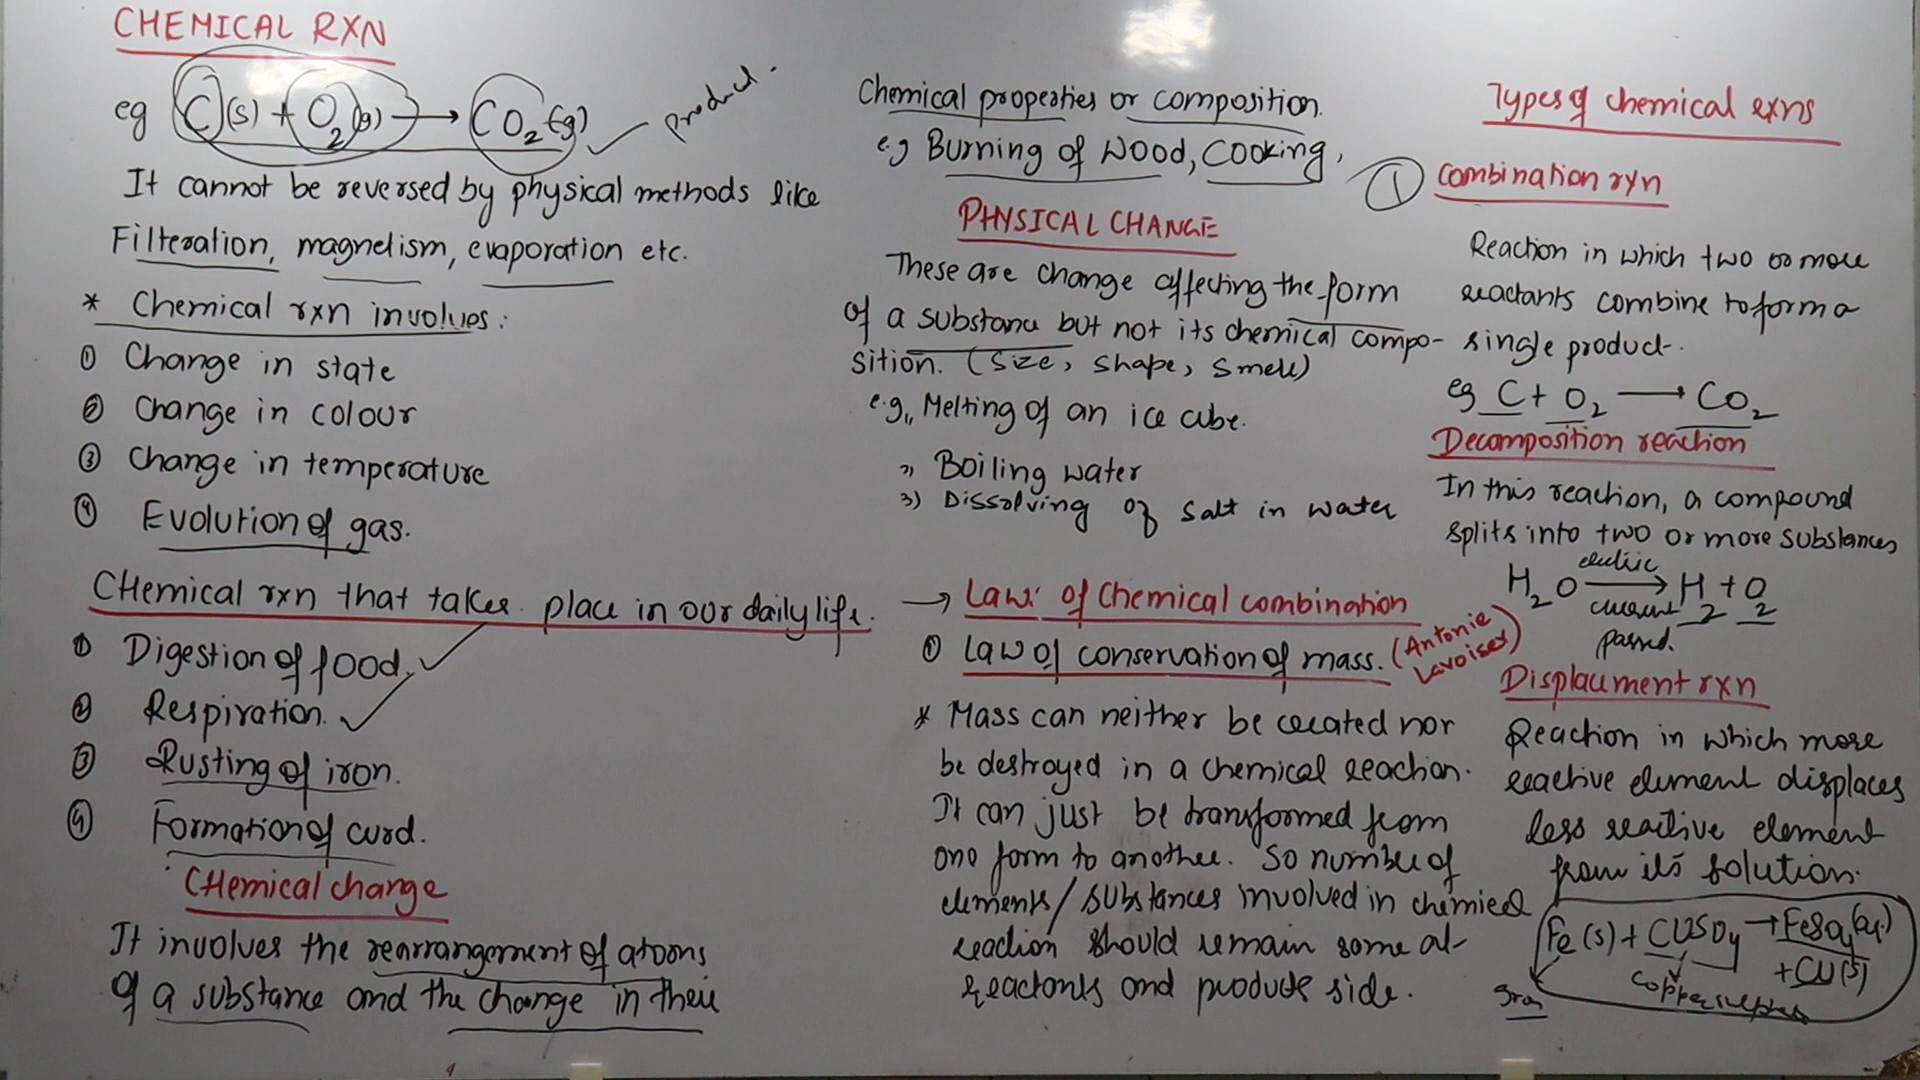 CHEMICAL RXN
eg C(s) + O2(g) → CO2(g) product.
It cannot be reversed by physical methods like
Filteration, magnetism, evaporation etc.
* Chemical rxn involves:
① Change in state
② Change in colour
③ Change in temperature
④ Evolution of gas.
CHemical rxn that takes place in our daily life.
① Digestion of food.
② Respiration.
③ Rusting of iron.
④ Formation of curd.
CHemical change
It involves the rearrangement of atoms
of a substance and the change in their
Chemical properties or composition.
e.g Burning of wood, cooking,
PHYSICAL CHANGE
These are change affecting the form
of a substance but not its chemical compo-
sition. (Size, shape, smell)
e.g., Melting of an ice cube.
2) Boiling water
3) Dissolving of salt in water
→ Law: of Chemical combination
① Law of conservation of mass. (Antonie
Lavoiser)
* Mass can neither be created nor
be destroyed in a chemical reaction.
It can just be transformed from
one form to another. So number of
elements/substances involved in chemical
reaction should remain same at-
reactants and products side.
Types of chemical rxns
① Combination rxn
Reaction in which two or more
reactants combine to form a
single product.
eg C + O2 → CO2
Decomposition reaction
In this reaction, a compound
splits into two or more substances
electric
H2O → H2 + O2
current
passed.
Displacement rxn
Reaction in which more
reactive element displaces
less reactive element
from its solution.
Fe(s) + CUSO4 → FeSO4(aq.)
+ CU(s)
Iron